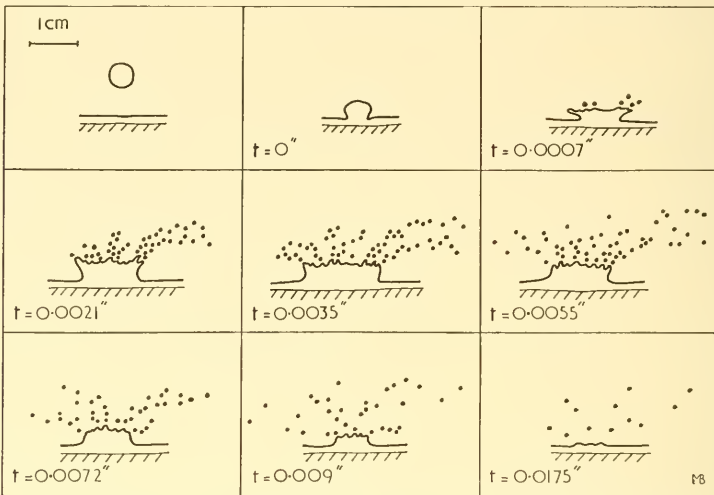 1cm
t = 0"
t = 0.0007"
t = 0.0021"
t = 0.0035"
t = 0.0055"
t = 0.0072"
t = 0.009"
t = 0.0175"
MB